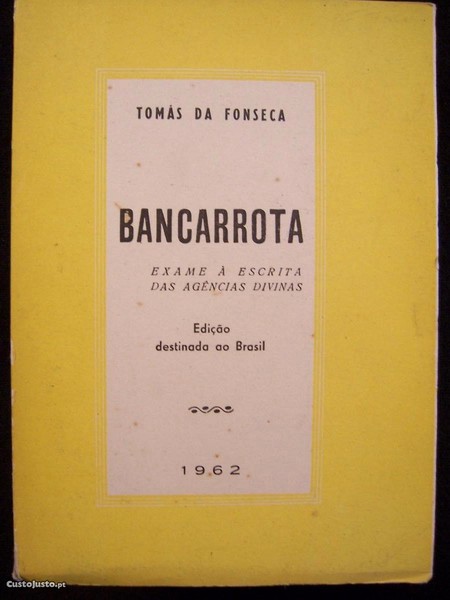 TOMÁS DA FONSECA
BANCARROTA
EXAME À ESCRITA
DAS AGÊNCIAS DIVINAS
Edição
destinada ao Brasil
1962
CustoJusto.pt